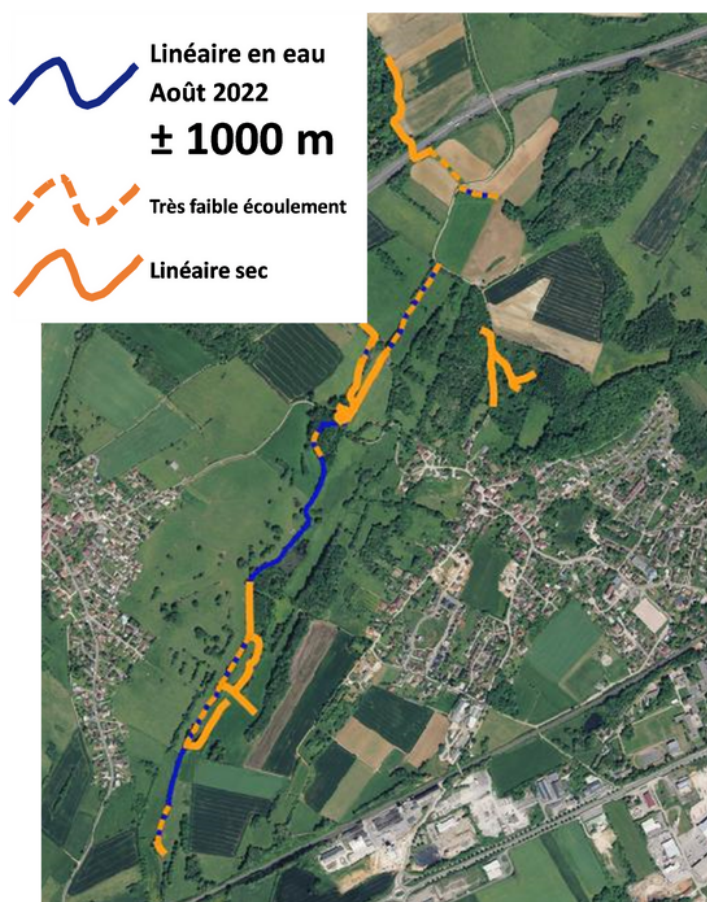 Linéaire en eau
Août 2022
± 1000 m
Très faible écoulement
Linéaire sec